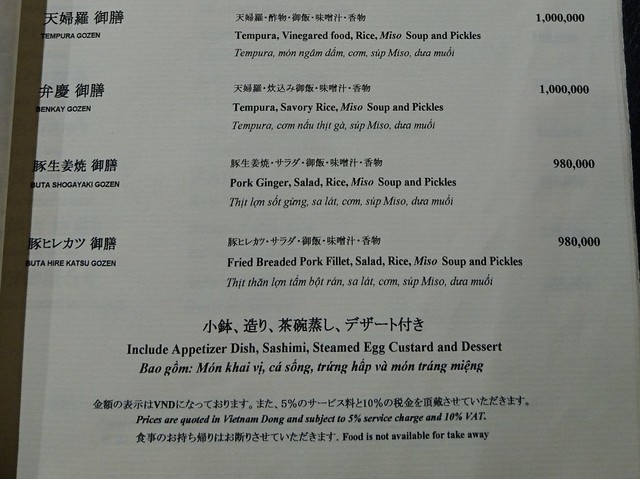 天婦羅 御膳 天婦羅・酢物・御飯・味噌汁・香物 1,000,000
TEMPURA GOZEN Tempura, Vinegared food, Rice, Miso Soup and Pickles
Tempura, món ngâm dấm, cơm, súp Miso, dưa muối
弁慶 御膳 天婦羅・炊込み御飯・味噌汁・香物 1,000,000
BENKAY GOZEN Tempura, Savory Rice, Miso Soup and Pickles
Tempura, cơm nấu thịt gà, súp Miso, dưa muối
豚生姜焼 御膳 豚生姜焼・サラダ・御飯・味噌汁・香物 980,000
BUTA SHOGAYAKI GOZEN Pork Ginger, Salad, Rice, Miso Soup and Pickles
Thịt lợn sốt gừng, sa lát, cơm, súp Miso, dưa muối
豚ヒレカツ 御膳 豚ヒレカツ・サラダ・御飯・味噌汁・香物 980,000
BUTA HIRE KATSU GOZEN Fried Breaded Pork Fillet, Salad, Rice, Miso Soup and Pickles
Thịt thăn lợn tẩm bột rán, sa lát, cơm, súp Miso, dưa muối
小鉢、造り、茶碗蒸し、デザート付き
Include Appetizer Dish, Sashimi, Steamed Egg Custard and Dessert
Bao gồm: Món khai vị, cá sống, trứng hấp và món tráng miệng
金額の表示はVNDになっております。また、5%のサービス料と10%の税金を頂戴させていただきます。
Prices are quoted in Vietnam Dong and subject to 5% service charge and 10% VAT.
食事のお持ち帰りはお断りさせていただきます. Food is not available for take away